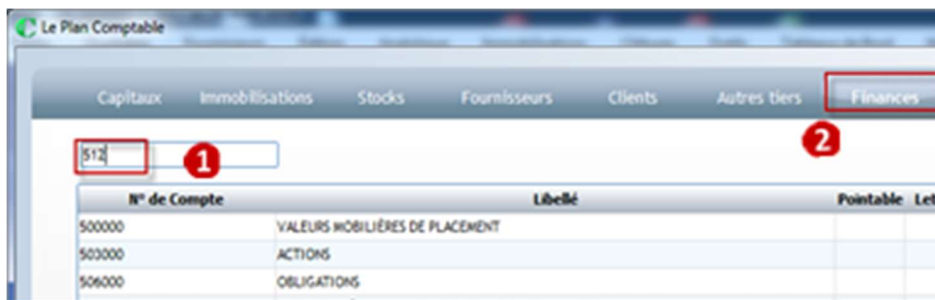 Le Plan Comptable
Capitaux Immobilisations Stocks Fournisseurs Clients Autres tiers Finances
2
512
1
N° de Compte Libellé Pointable Let
500000 VALEURS MOBILIÈRES DE PLACEMENT
503000 ACTIONS
506000 OBLIGATIONS